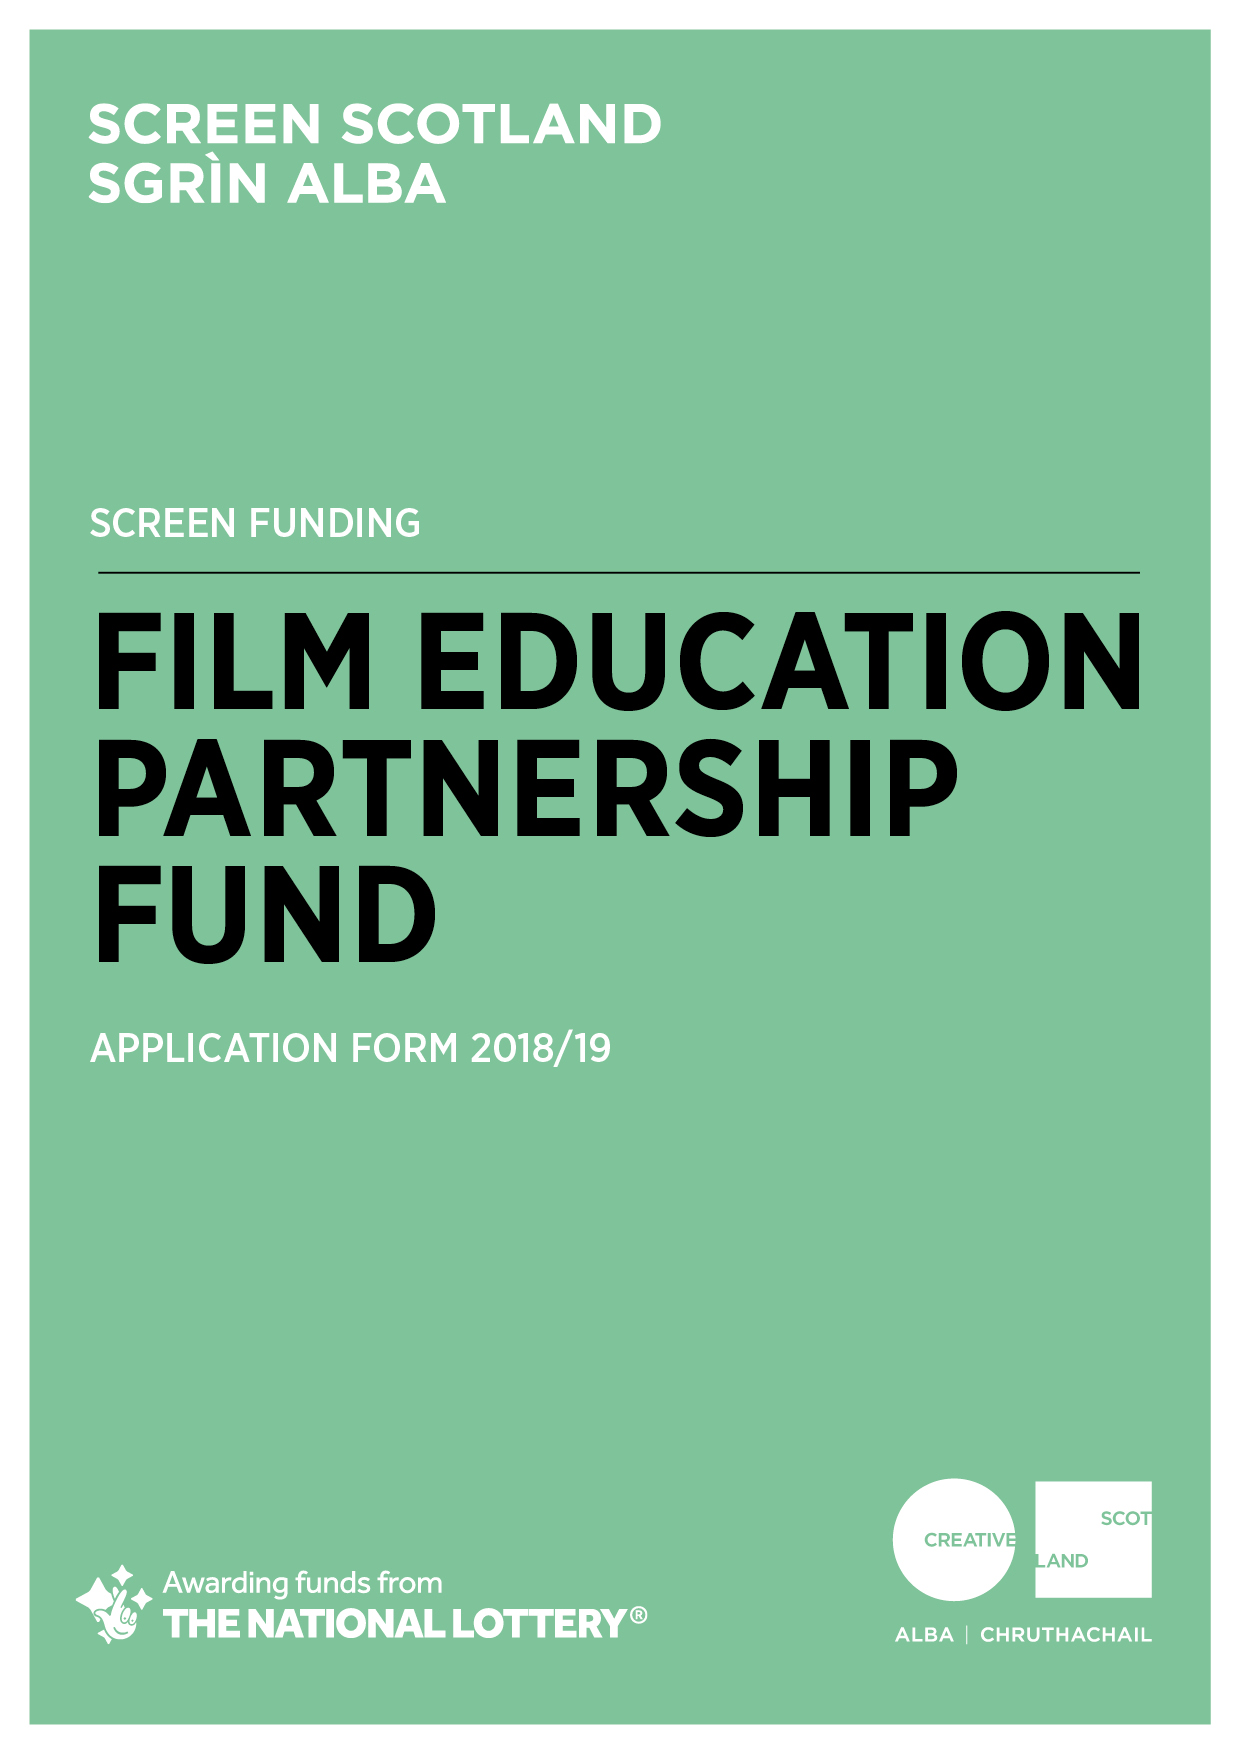 SCREEN SCOTLAND
SGRÌN ALBA
SCREEN FUNDING
FILM EDUCATION
PARTNERSHIP
FUND
APPLICATION FORM 2018/19
Awarding funds from
THE NATIONAL LOTTERY®
CREATIVE
SCOT
LAND
ALBA | CHRUTHACHAIL